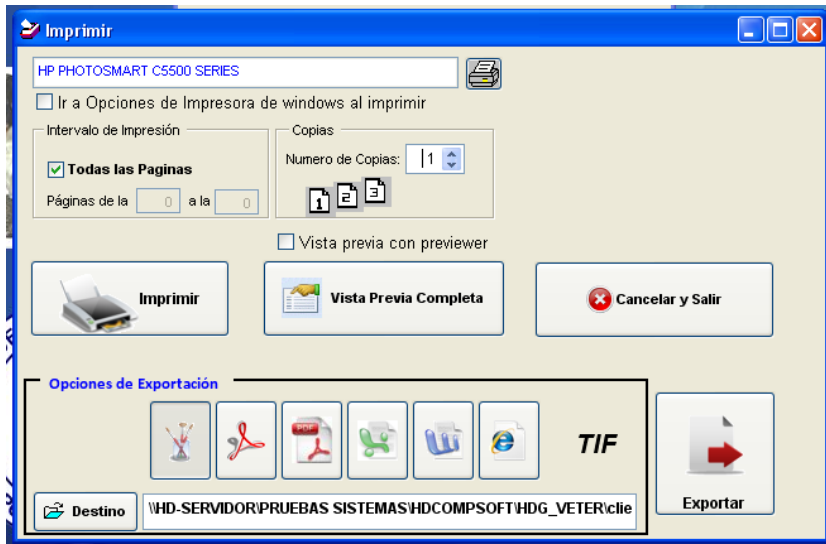 Imprimir
HP PHOTOSMART C5500 SERIES
Ir a Opciones de Impresora de windows al imprimir
Intervalo de Impresión
Todas las Paginas
Páginas de la 0 a la 0
Copias
Numero de Copias: 1
1 2 3
Vista previa con previewer
Imprimir
Vista Previa Completa
Cancelar y Salir
Opciones de Exportación
PDF
TIF
Exportar
Destino
\\HD-SERVIDOR\PRUEBAS SISTEMAS\HDCOMPSOFT\HDG_VETER\clie